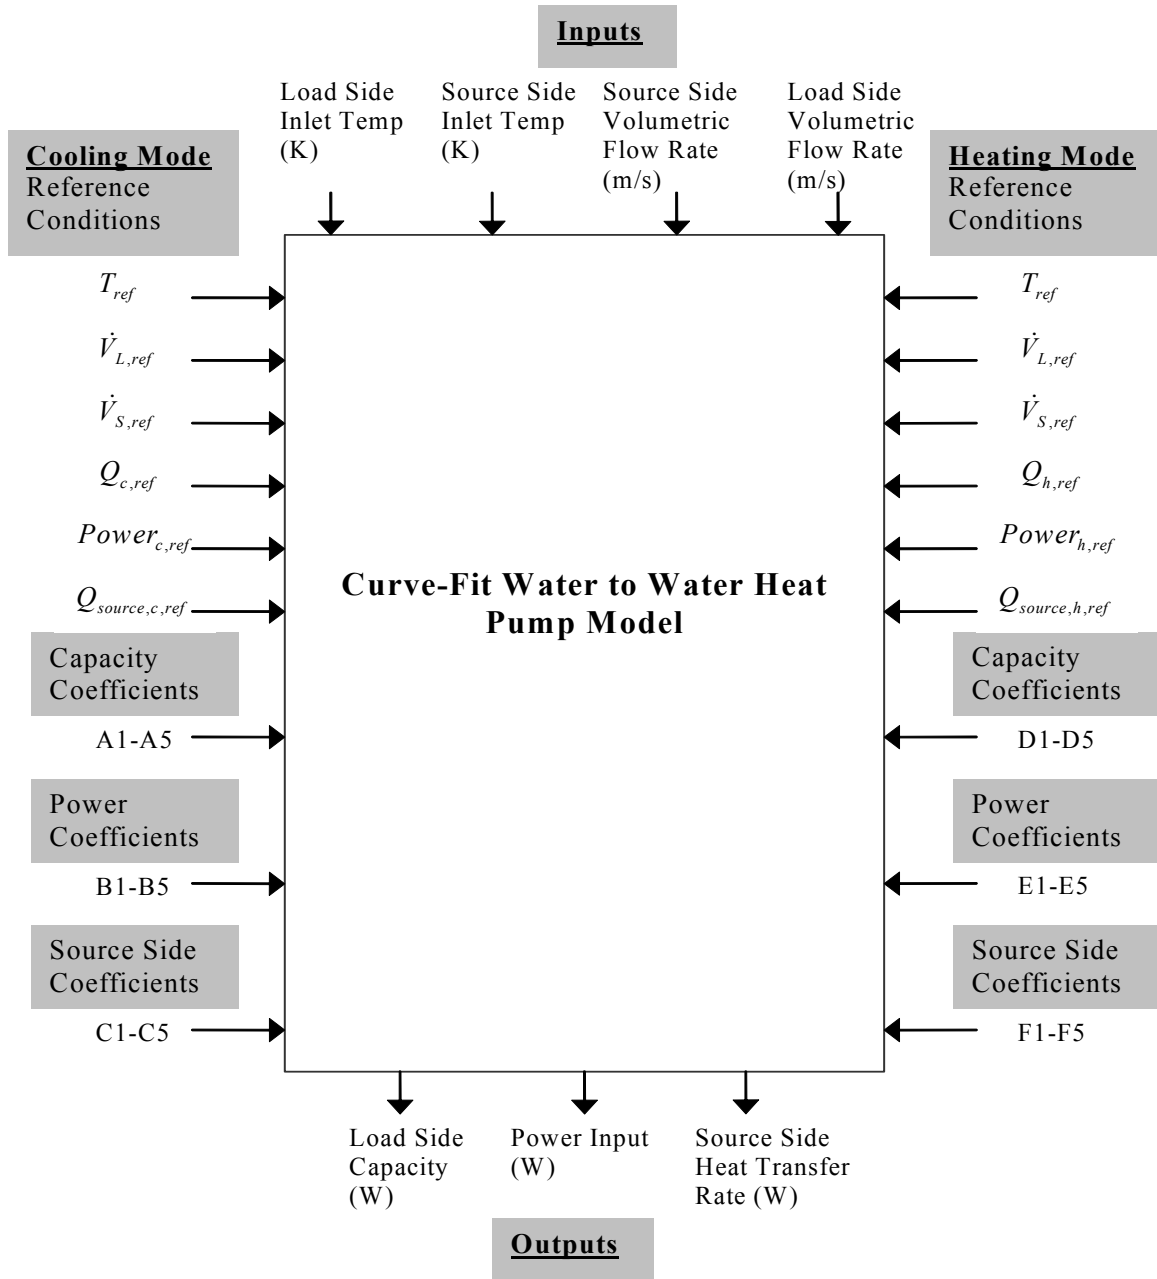 Inputs
Load Side
Inlet Temp
(K)
Source Side
Inlet Temp
(K)
Source Side
Volumetric
Flow Rate
(m/s)
Load Side
Volumetric
Flow Rate
(m/s)
Cooling Mode
Reference
Conditions
T_ref
V̇_L,ref
V̇_S,ref
Q_c,ref
Power_c,ref
Q_source,c,ref
Capacity
Coefficients
A1-A5
Power
Coefficients
B1-B5
Source Side
Coefficients
C1-C5
Curve-Fit Water to Water Heat
Pump Model
Heating Mode
Reference
Conditions
T_ref
V̇_L,ref
V̇_S,ref
Q_h,ref
Power_h,ref
Q_source,h,ref
Capacity
Coefficients
D1-D5
Power
Coefficients
E1-E5
Source Side
Coefficients
F1-F5
Load Side
Capacity
(W)
Power Input
(W)
Source Side
Heat Transfer
Rate (W)
Outputs